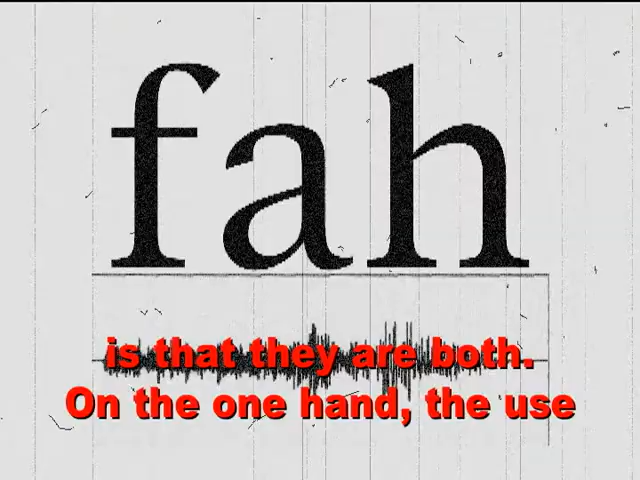 fah
is that they are both.
On the one hand, the use